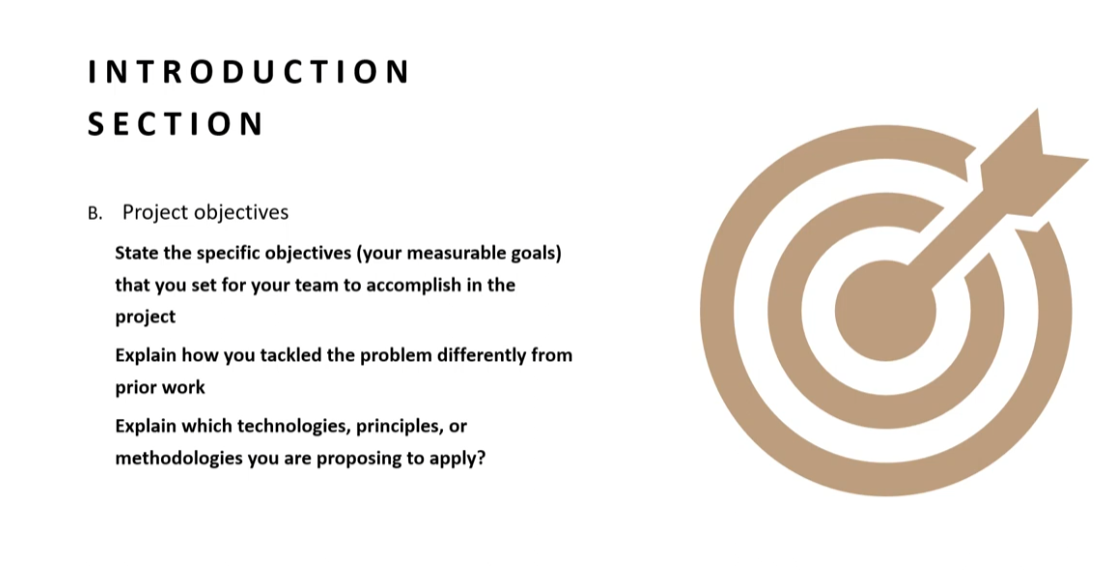 INTRODUCTION
SECTION
B. Project objectives
State the specific objectives (your measurable goals)
that you set for your team to accomplish in the
project
Explain how you tackled the problem differently from
prior work
Explain which technologies, principles, or
methodologies you are proposing to apply?